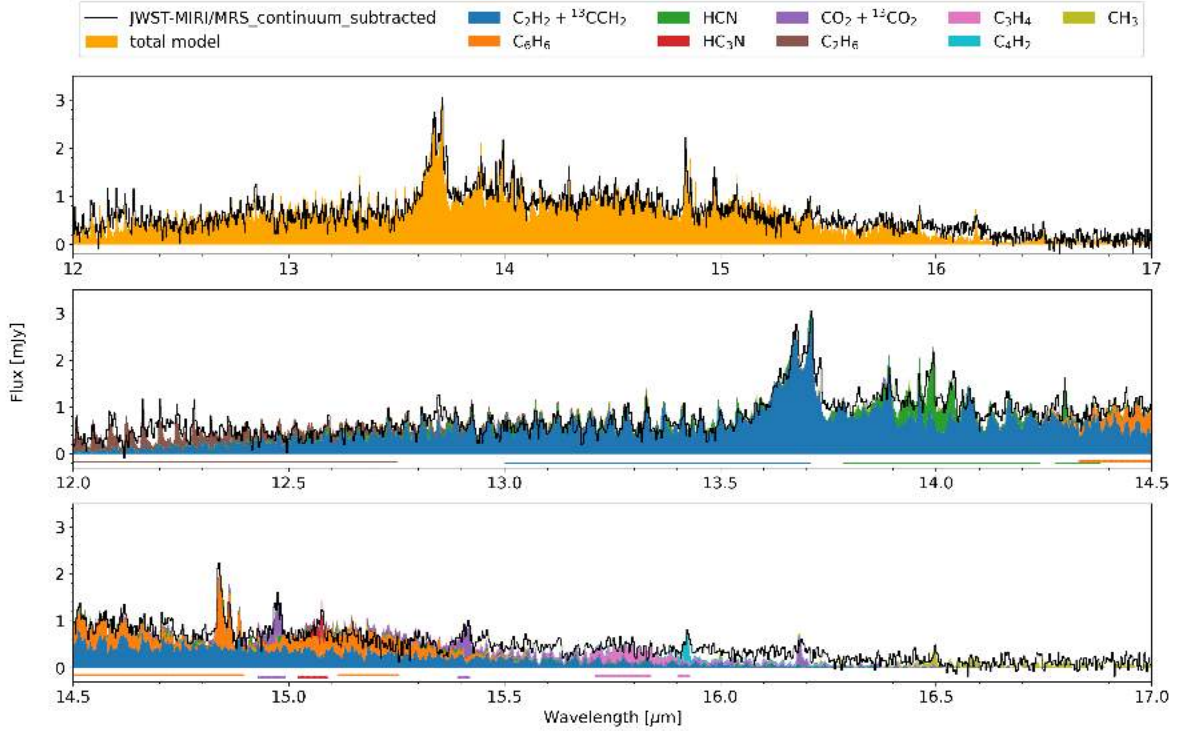 JWST-MIRI/MRS_continuum_subtracted
total model
C₂H₂ + ¹³CCH₂
C₆H₆
HCN
HC₃N
CO₂ + ¹³CO₂
C₂H₆
C₃H₄
C₄H₂
CH₃
3
2
1
0
12 13 14 15 16 17
3
2
1
0
12.0 12.5 13.0 13.5 14.0 14.5
Flux [mJy]
3
2
1
0
14.5 15.0 15.5 16.0 16.5 17.0
Wavelength [μm]